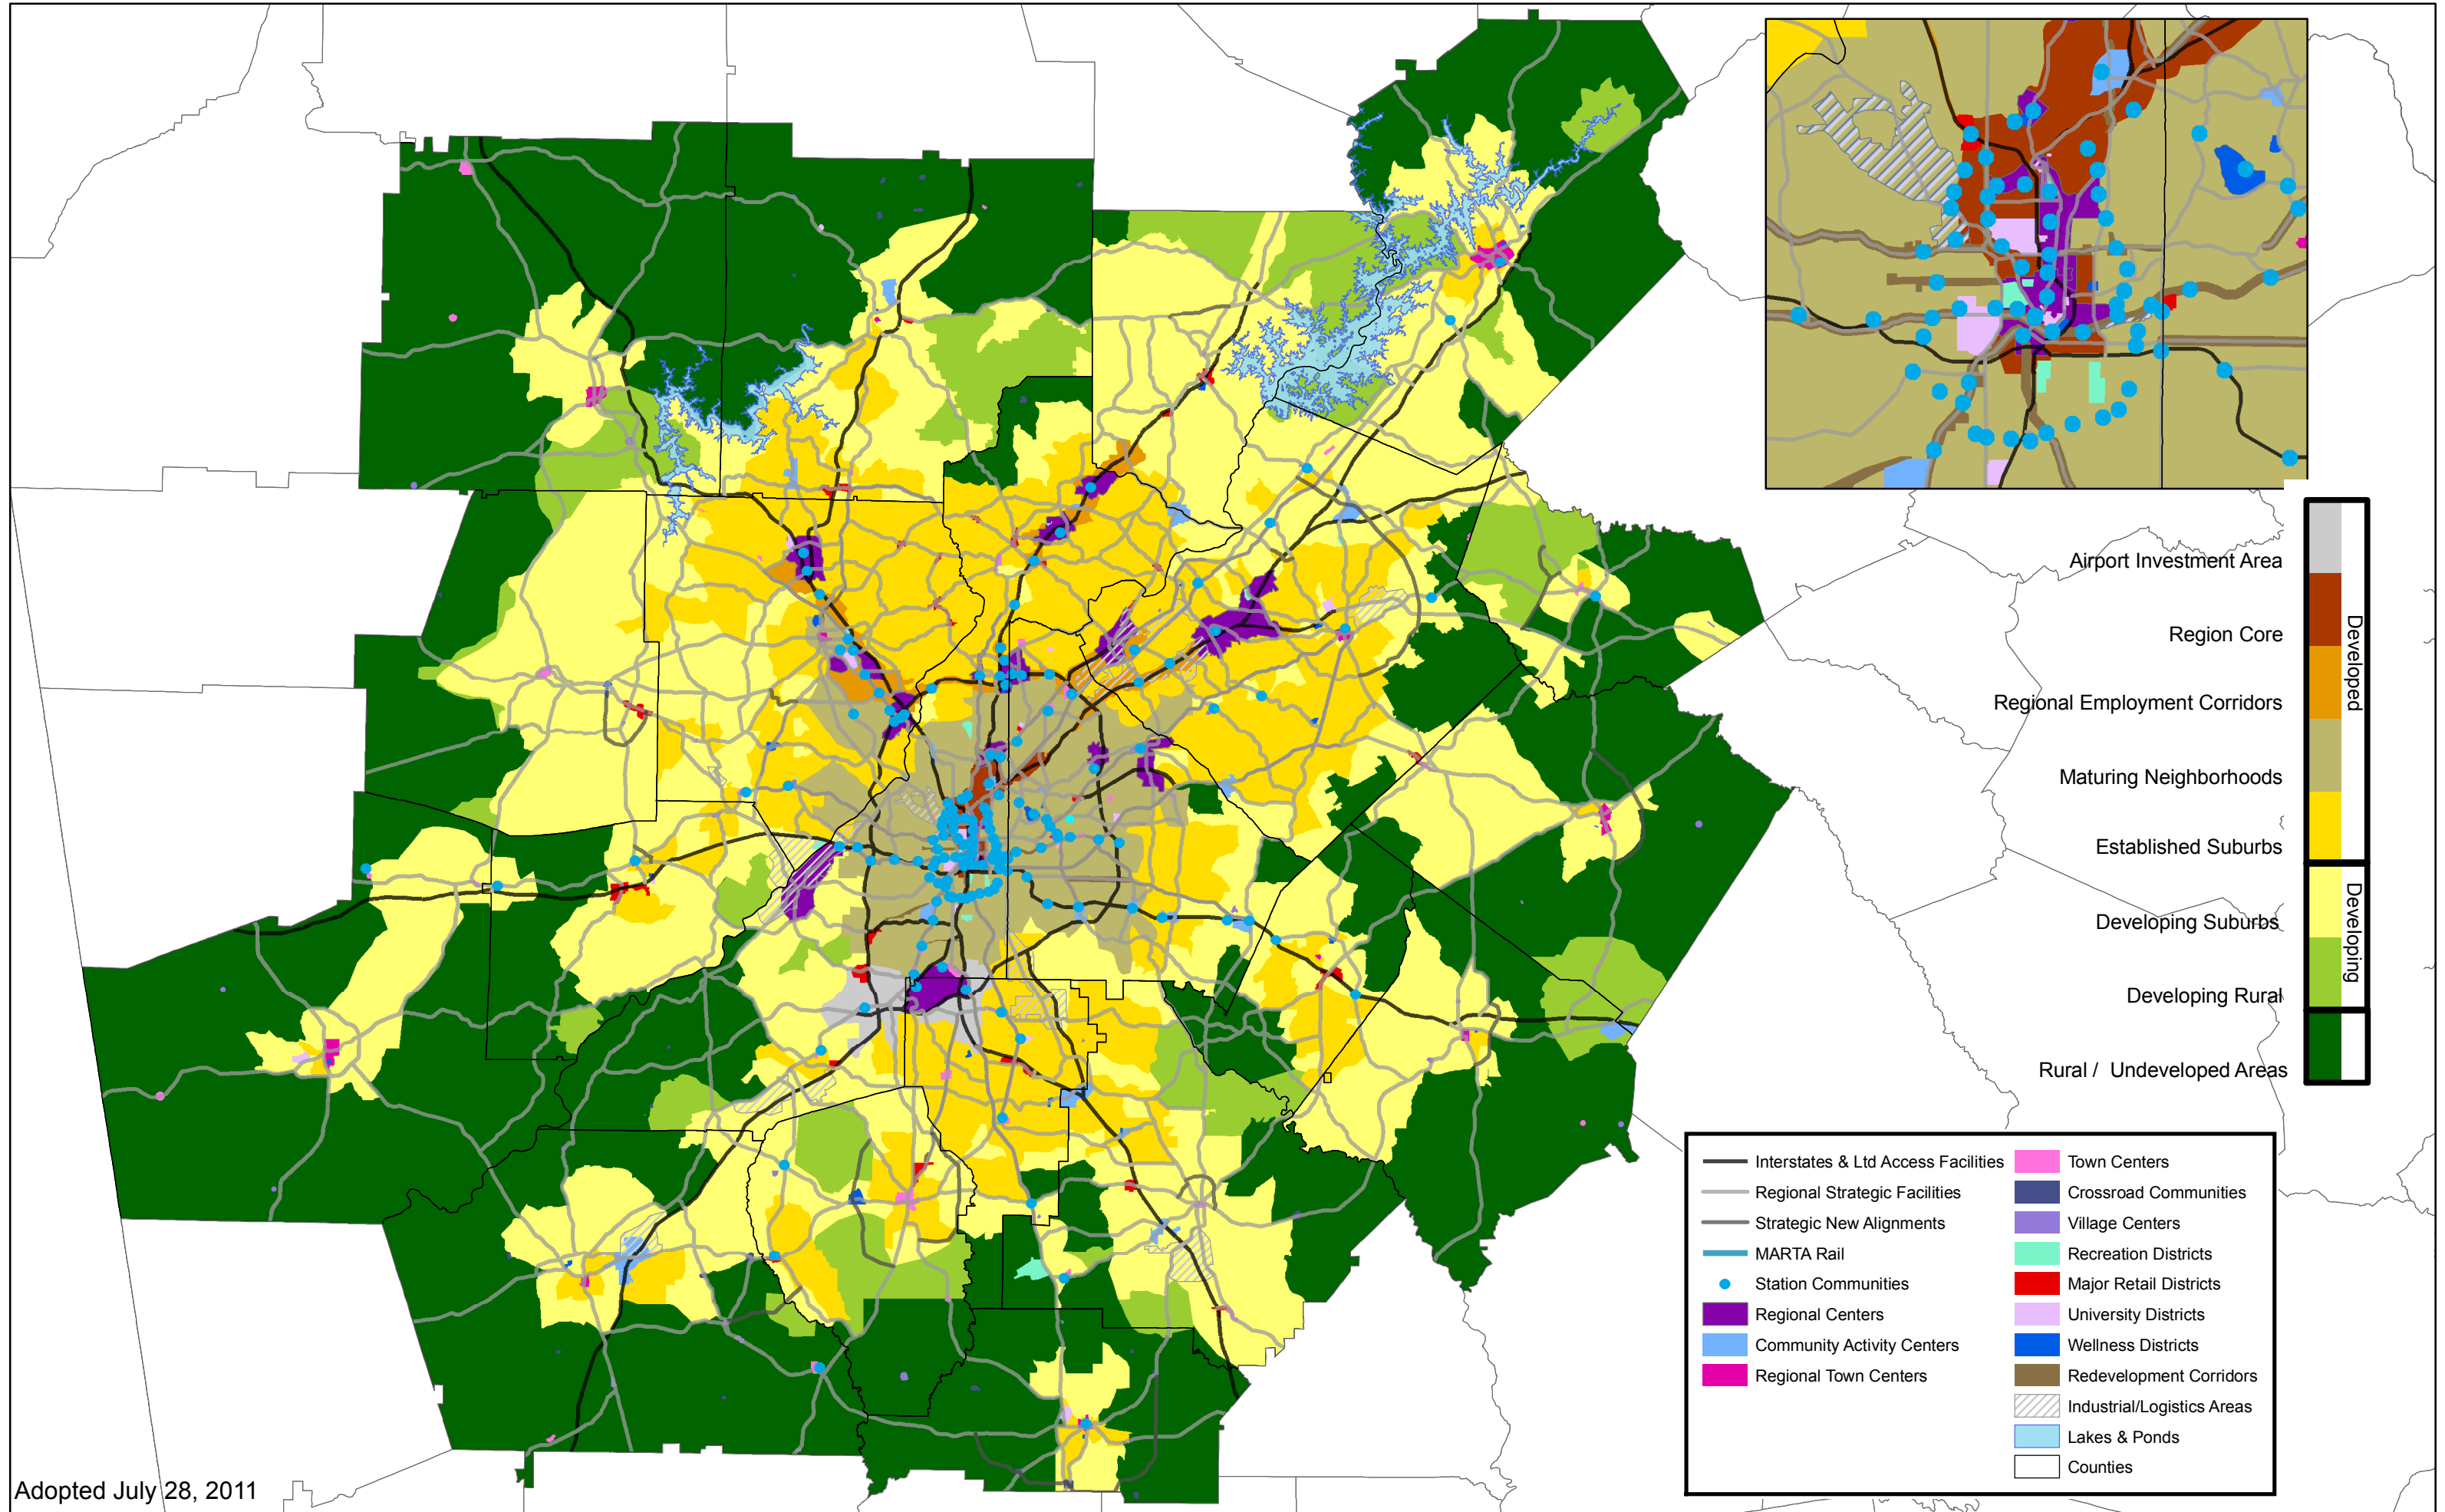 Airport Investment Area
Region Core
Regional Employment Corridors
Maturing Neighborhoods
Established Suburbs
Developing Suburbs
Developing Rural
Rural / Undeveloped Areas
Developed
Developing
Interstates & Ltd Access Facilities
Regional Strategic Facilities
Strategic New Alignments
MARTA Rail
Station Communities
Regional Centers
Community Activity Centers
Regional Town Centers
Town Centers
Crossroad Communities
Village Centers
Recreation Districts
Major Retail Districts
University Districts
Wellness Districts
Redevelopment Corridors
Industrial/Logistics Areas
Lakes & Ponds
Counties
Adopted July 28, 2011